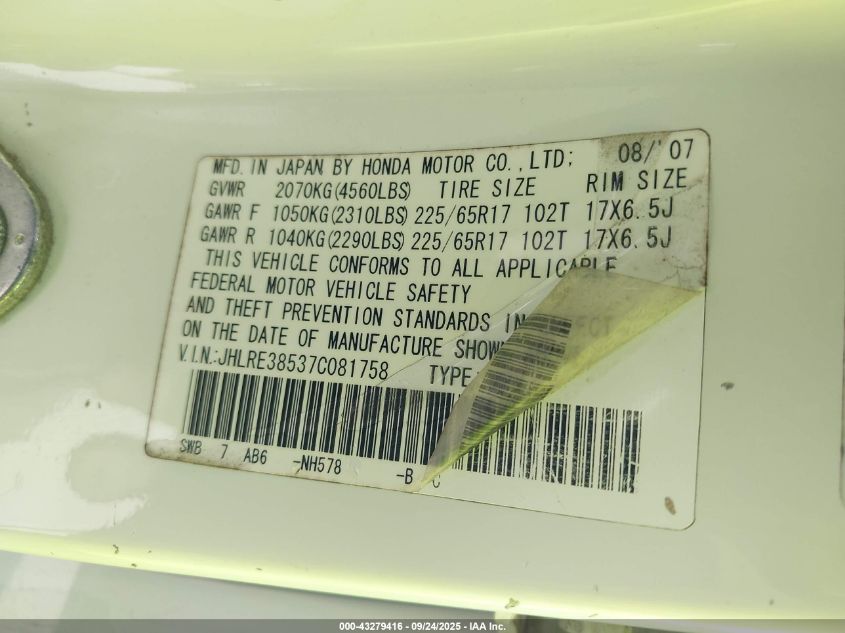 MFD. IN JAPAN BY HONDA MOTOR CO., LTD; 08/'07
GVWR 2070KG(4560LBS) TIRE SIZE RIM SIZE
GAWR F 1050KG(2310LBS) 225/65R17 102T 17X6.5J
GAWR R 1040KG(2290LBS) 225/65R17 102T 17X6.5J
THIS VEHICLE CONFORMS TO ALL APPLICABLE
FEDERAL MOTOR VEHICLE SAFETY
AND THEFT PREVENTION STANDARDS IN EFFECT
ON THE DATE OF MANUFACTURE SHOWN
V.I.N.:JHLRE38537C081758 TYPE
SWB 7 AB6 -NH578 -B C
000-43279416 - 09/24/2025 - IAA Inc.